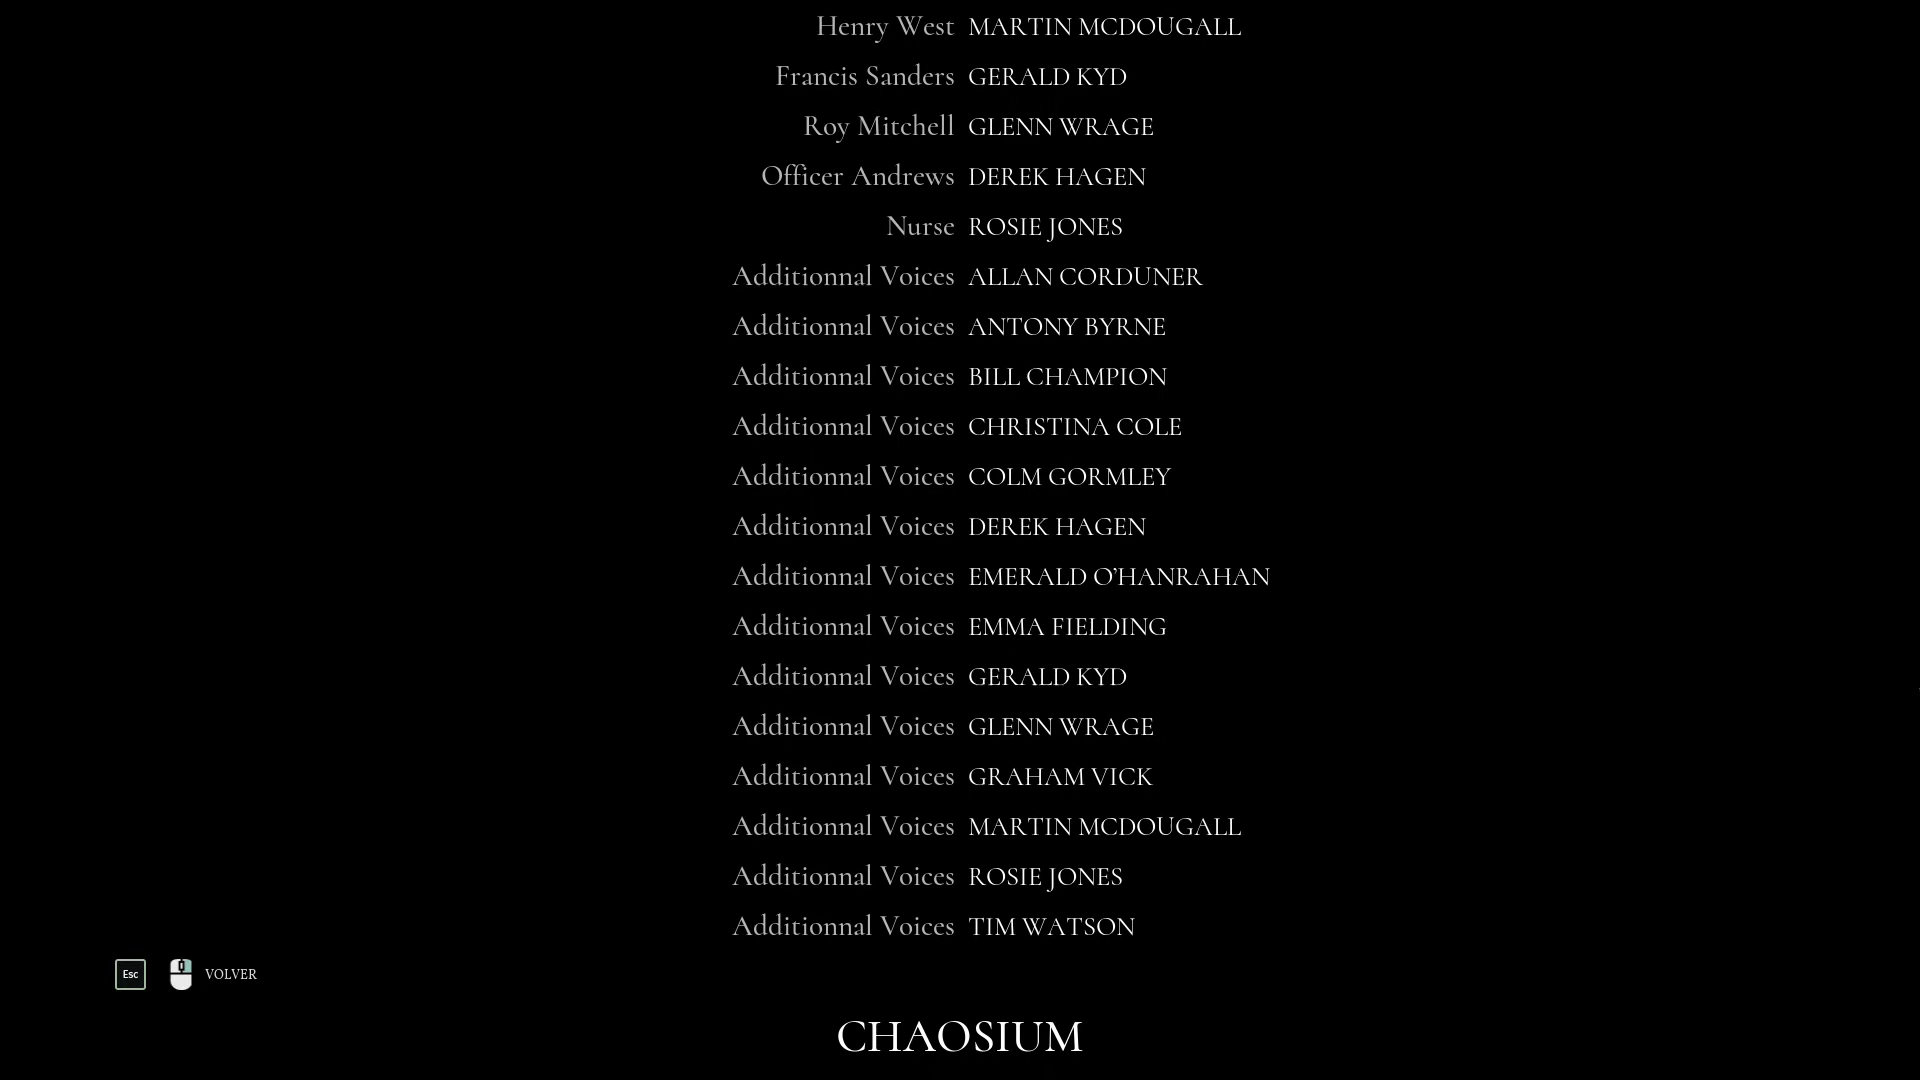 Henry West MARTIN MCDOUGALL
Francis Sanders GERALD KYD
Roy Mitchell GLENN WRAGE
Officer Andrews DEREK HAGEN
Nurse ROSIE JONES
Additionnal Voices ALLAN CORDUNER
Additionnal Voices ANTONY BYRNE
Additionnal Voices BILL CHAMPION
Additionnal Voices CHRISTINA COLE
Additionnal Voices COLM GORMLEY
Additionnal Voices DEREK HAGEN
Additionnal Voices EMERALD O’HANRAHAN
Additionnal Voices EMMA FIELDING
Additionnal Voices GERALD KYD
Additionnal Voices GLENN WRAGE
Additionnal Voices GRAHAM VICK
Additionnal Voices MARTIN MCDOUGALL
Additionnal Voices ROSIE JONES
Additionnal Voices TIM WATSON
Esc VOLVER
CHAOSIUM